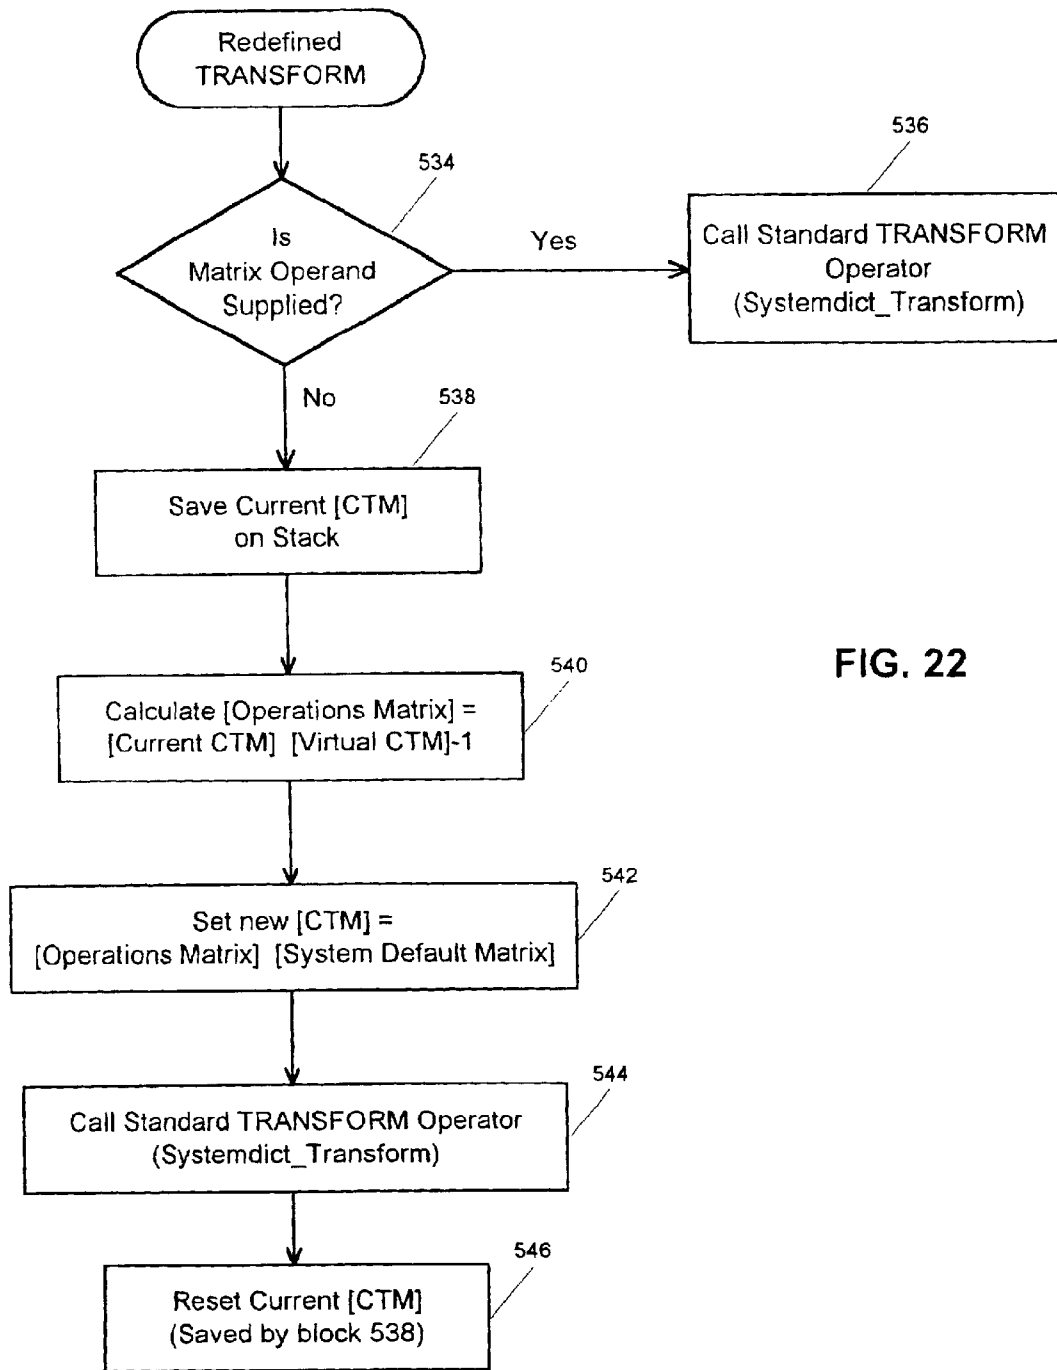 Redefined
TRANSFORM
534
Is
Matrix Operand
Supplied?
Yes
536
Call Standard TRANSFORM
Operator
(Systemdict_Transform)
No
538
Save Current [CTM]
on Stack
540
Calculate [Operations Matrix] =
[Current CTM] [Virtual CTM]-1
FIG. 22
542
Set new [CTM] =
[Operations Matrix] [System Default Matrix]
544
Call Standard TRANSFORM Operator
(Systemdict_Transform)
546
Reset Current [CTM]
(Saved by block 538)